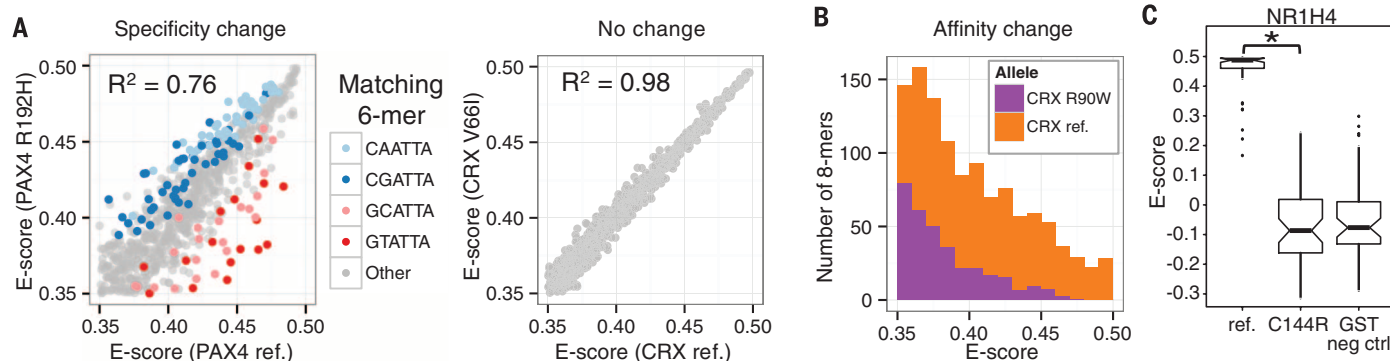 A
Specificity change
R² = 0.76
E-score (PAX4 R192H)
0.50
0.45
0.40
0.35
0.35 0.40 0.45 0.50
E-score (PAX4 ref.)
Matching
6-mer
CAATTA
CGATTA
GCATTA
GTATTA
Other
No change
R² = 0.98
E-score (CRX V66I)
0.50
0.45
0.40
0.35
0.35 0.40 0.45 0.50
E-score (CRX ref.)
B
Affinity change
Number of 8-mers
150
100
50
0
Allele
CRX R90W
CRX ref.
0.35 0.40 0.45 0.50
E-score
C
NR1H4
*
E-score
0.5
0.4
0.3
0.2
0.1
0
-0.1
-0.2
-0.3
ref. C144R GST
neg ctrl